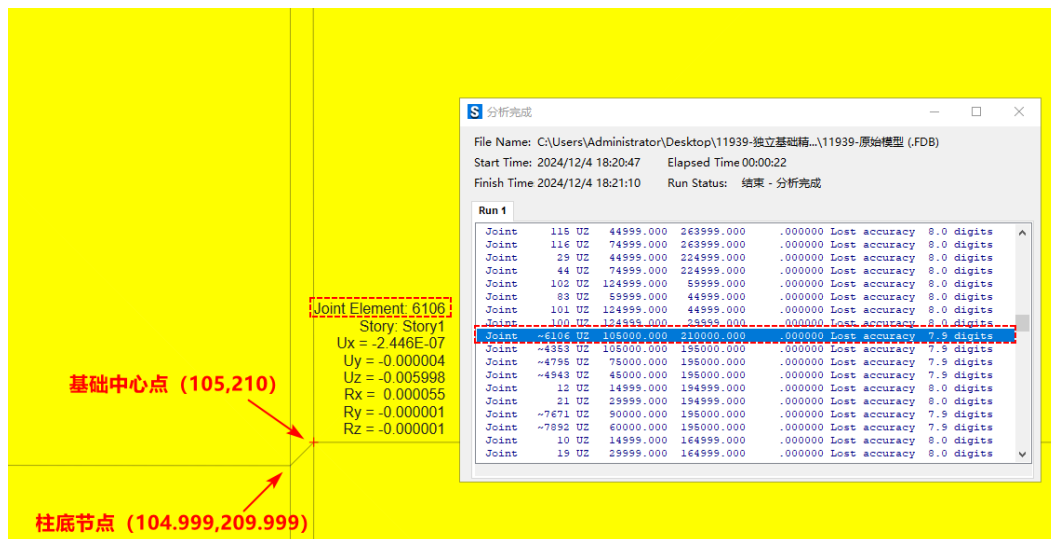 分析完成
File Name: C:\Users\Administrator\Desktop\11939-独立基础精...\11939-原始模型 (.FDB)
Start Time: 2024/12/4 18:20:47 Elapsed Time 00:00:22
Finish Time 2024/12/4 18:21:10 Run Status: 结束 - 分析完成
Run 1
Joint 115 UZ 44999.000 263999.000 .000000 Lost accuracy 8.0 digits
Joint 116 UZ 74999.000 263999.000 .000000 Lost accuracy 8.0 digits
Joint 29 UZ 44999.000 224999.000 .000000 Lost accuracy 8.0 digits
Joint 44 UZ 74999.000 224999.000 .000000 Lost accuracy 8.0 digits
Joint 102 UZ 124999.000 59999.000 .000000 Lost accuracy 8.0 digits
Joint 83 UZ 59999.000 44999.000 .000000 Lost accuracy 8.0 digits
Joint 101 UZ 124999.000 44999.000 .000000 Lost accuracy 8.0 digits
Joint 100 UZ 124999.000 29999.000 .000000 Lost accuracy 8.0 digits
Joint ~6106 UZ 105000.000 210000.000 .000000 Lost accuracy 7.9 digits
Joint ~4353 UZ 105000.000 195000.000 .000000 Lost accuracy 7.9 digits
Joint ~4795 UZ 75000.000 195000.000 .000000 Lost accuracy 7.9 digits
Joint ~4943 UZ 45000.000 195000.000 .000000 Lost accuracy 7.9 digits
Joint 12 UZ 14999.000 194999.000 .000000 Lost accuracy 8.0 digits
Joint 21 UZ 29999.000 194999.000 .000000 Lost accuracy 8.0 digits
Joint ~7671 UZ 90000.000 195000.000 .000000 Lost accuracy 7.9 digits
Joint ~7892 UZ 60000.000 195000.000 .000000 Lost accuracy 7.9 digits
Joint 10 UZ 14999.000 164999.000 .000000 Lost accuracy 8.0 digits
Joint 19 UZ 29999.000 164999.000 .000000 Lost accuracy 8.0 digits
Joint Element: 6106
Story: Story1
Ux = -2.446E-07
Uy = -0.000004
Uz = -0.005998
Rx = 0.000055
Ry = -0.000001
Rz = -0.000001
基础中心点（105,210）
柱底节点（104.999,209.999）